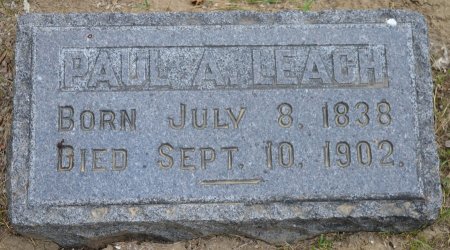 PAUL A. LEACH
BORN JULY 8, 1838
DIED SEPT. 10, 1902.